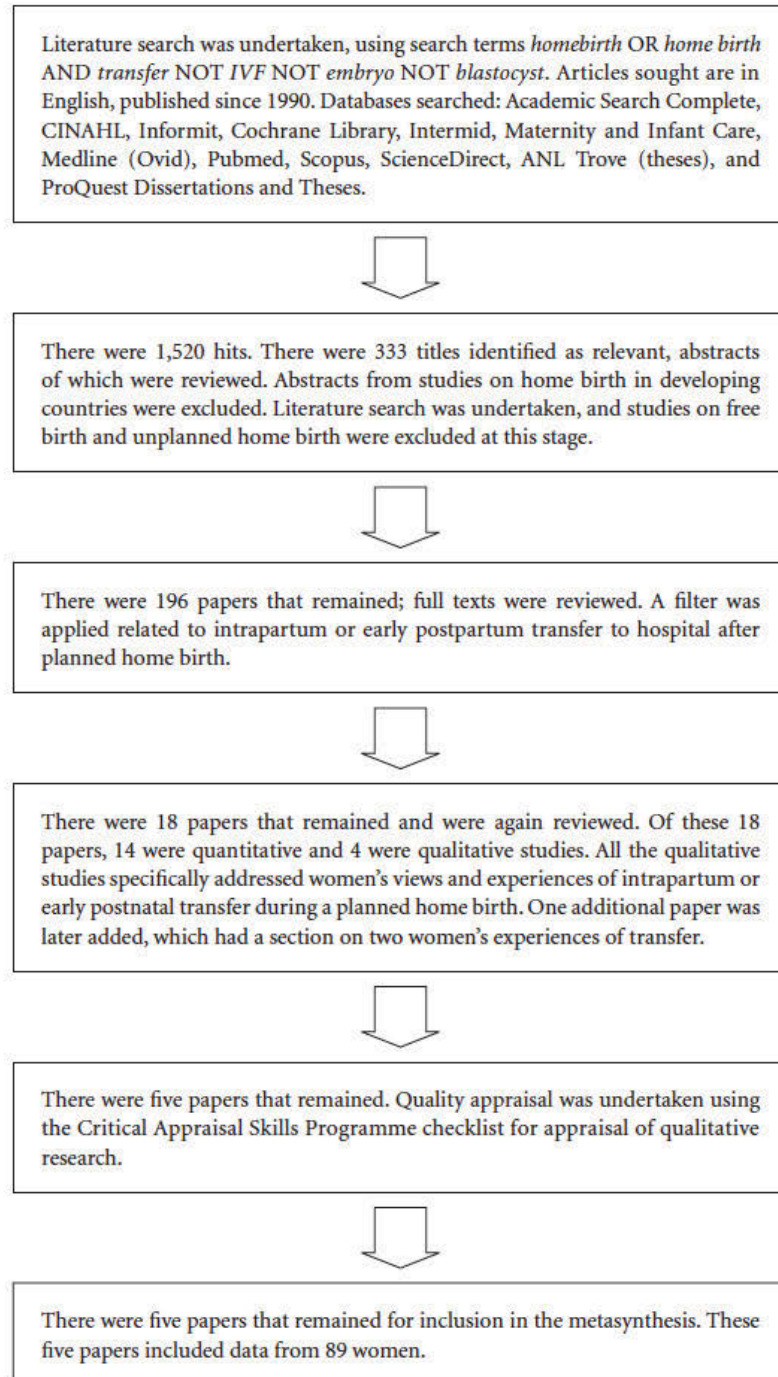 Literature search was undertaken, using search terms homebirth OR home birth
AND transfer NOT IVF NOT embryo NOT blastocyst. Articles sought are in
English, published since 1990. Databases searched: Academic Search Complete,
CINAHL, Informit, Cochrane Library, Intermid, Maternity and Infant Care,
Medline (Ovid), Pubmed, Scopus, ScienceDirect, ANL Trove (theses), and
ProQuest Dissertations and Theses.
There were 1,520 hits. There were 333 titles identified as relevant, abstracts
of which were reviewed. Abstracts from studies on home birth in developing
countries were excluded. Literature search was undertaken, and studies on free
birth and unplanned home birth were excluded at this stage.
There were 196 papers that remained; full texts were reviewed. A filter was
applied related to intrapartum or early postpartum transfer to hospital after
planned home birth.
There were 18 papers that remained and were again reviewed. Of these 18
papers, 14 were quantitative and 4 were qualitative studies. All the qualitative
studies specifically addressed women's views and experiences of intrapartum or
early postnatal transfer during a planned home birth. One additional paper was
later added, which had a section on two women's experiences of transfer.
There were five papers that remained. Quality appraisal was undertaken using
the Critical Appraisal Skills Programme checklist for appraisal of qualitative
research.
There were five papers that remained for inclusion in the metasynthesis. These
five papers included data from 89 women.